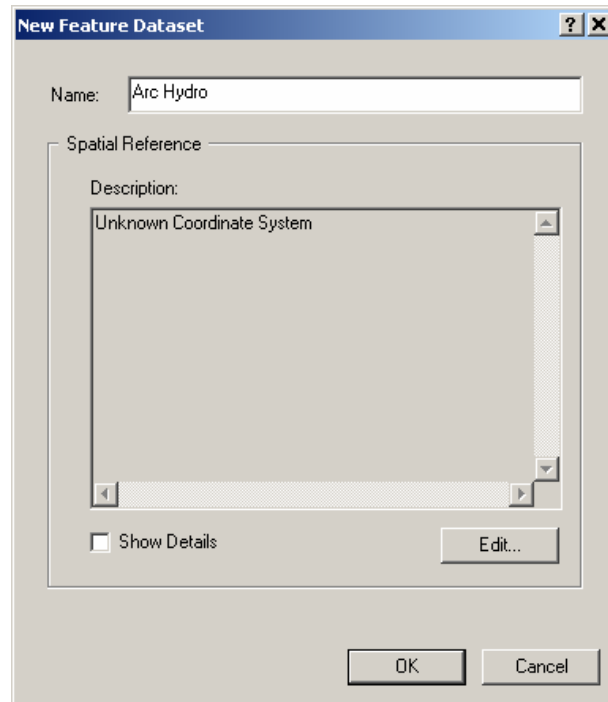 New Feature Dataset
Name: Arc Hydro
Spatial Reference
Description:
Unknown Coordinate System
Show Details
Edit...
OK
Cancel